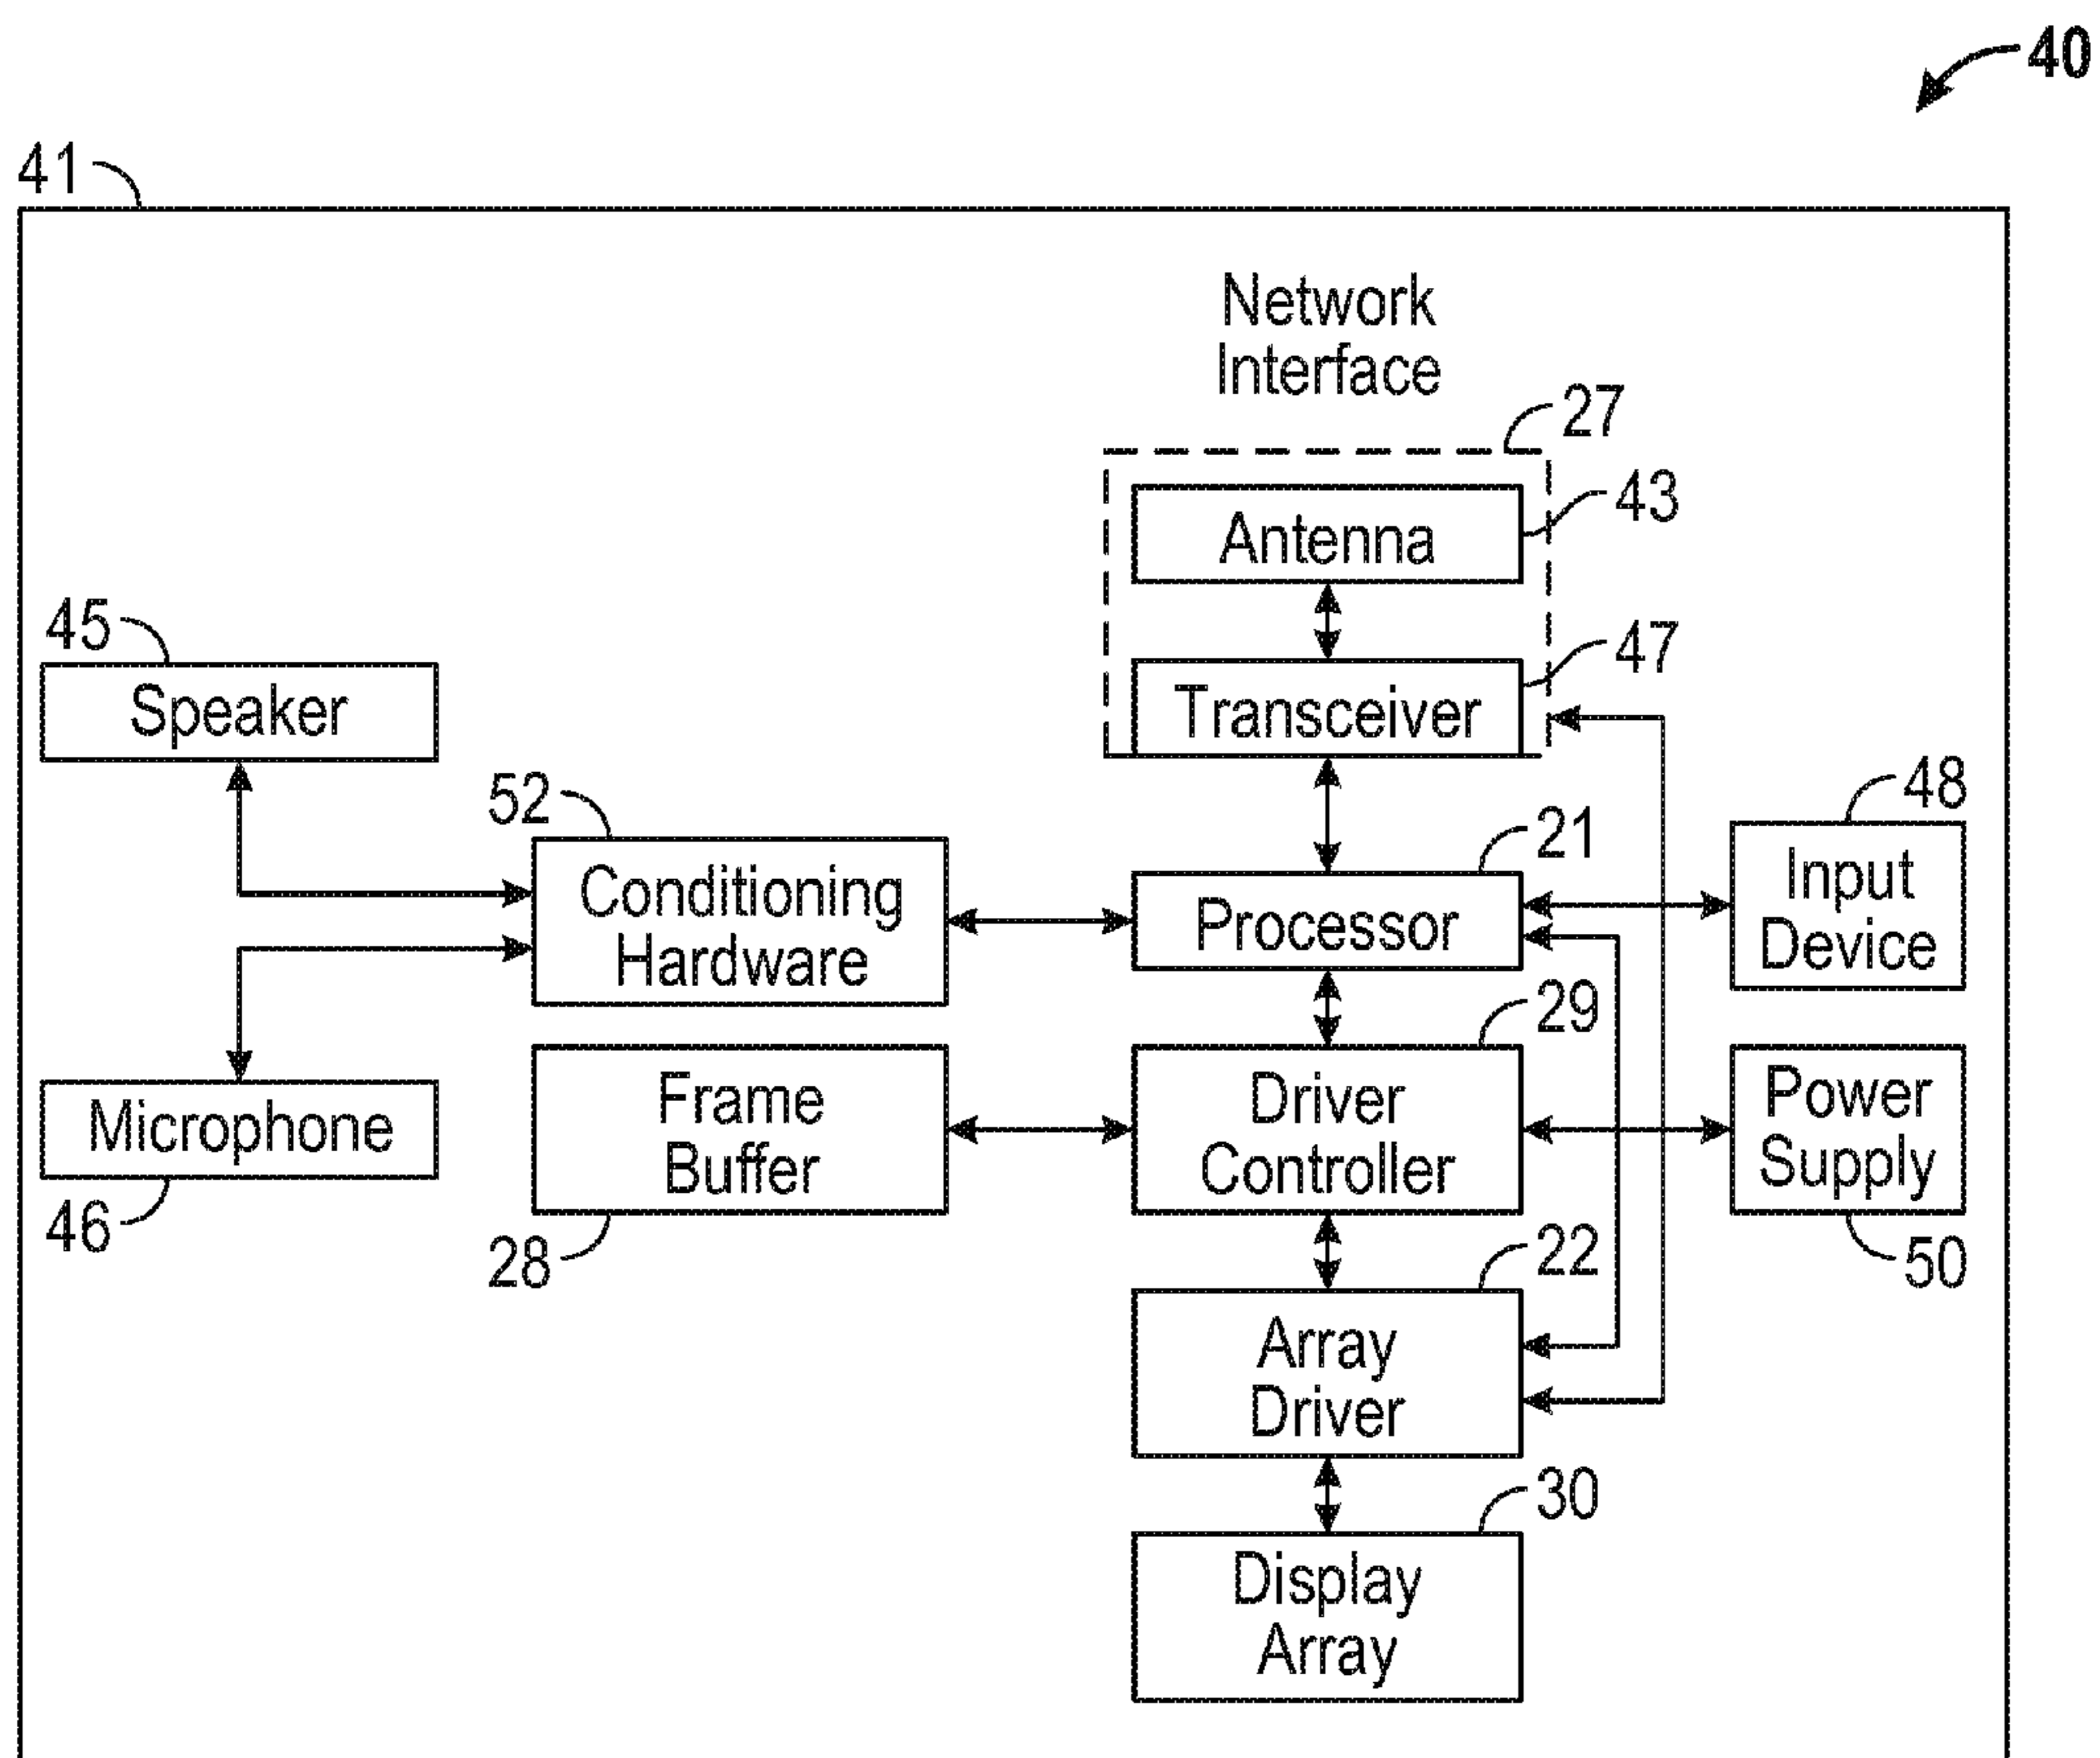 40
41
Network
Interface
27
Antenna
43
45
Speaker
Transceiver
47
52
Conditioning
Hardware
21
Processor
48
Input
Device
29
Microphone
46
Frame
Buffer
28
Driver
Controller
Power
Supply
50
22
Array
Driver
30
Display
Array